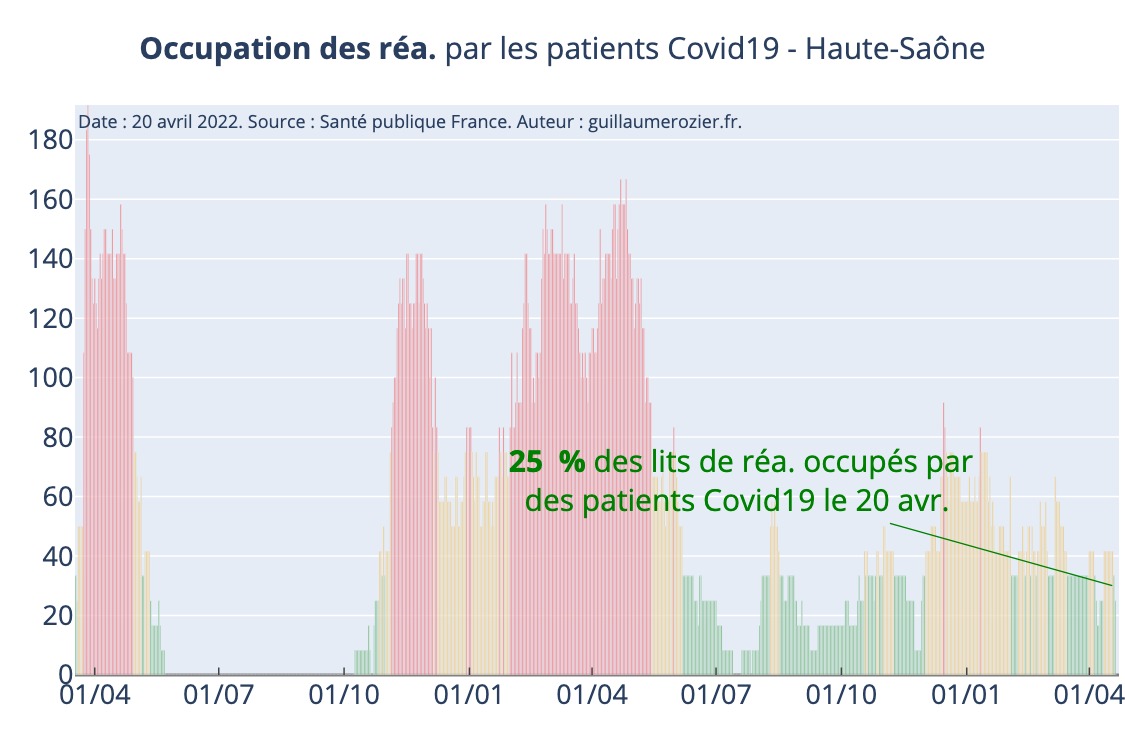 Occupation des réa. par les patients Covid19 - Haute-Saône
Date : 20 avril 2022. Source : Santé publique France. Auteur : guillaumerozier.fr.
180
160
140
120
100
80
60
40
20
0
25 % des lits de réa. occupés par
des patients Covid19 le 20 avr.
01/04 01/07 01/10 01/01 01/04 01/07 01/10 01/01 01/04